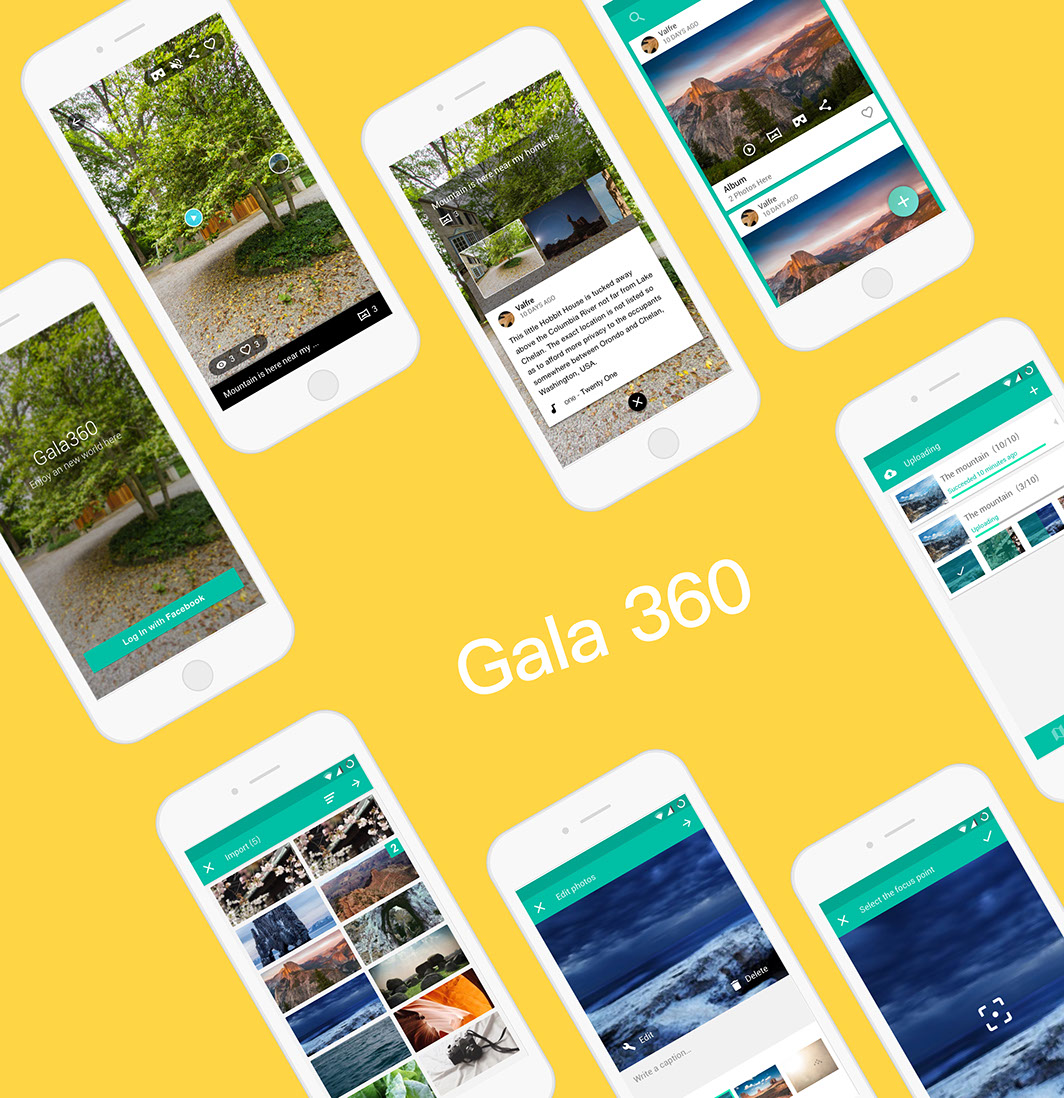 3 3
Mountain is here near my ...
3
Mountain is here near my home it's
3
Valfre
10 DAYS AGO
This little Hobbit House is tucked away
above the Columbia River not far from Lake
Chelan. The exact location is not listed so
as to afford more privacy to the occupants
somewhere between Orondo and Chelan,
Washington, USA.
one - Twenty One
Valfre
10 DAYS AGO
Album
2 Photos Here
Valfre
10 DAYS AGO
Gala360
Enjoy an new world here
Log in with Facebook
Uploading
The mountain (10/10)
Succeeded 10 minutes ago
The mountain (3/10)
Uploading
Gala 360
Import (5)
2
Edit photos
Delete
Edit
Write a caption...
Select the focus point